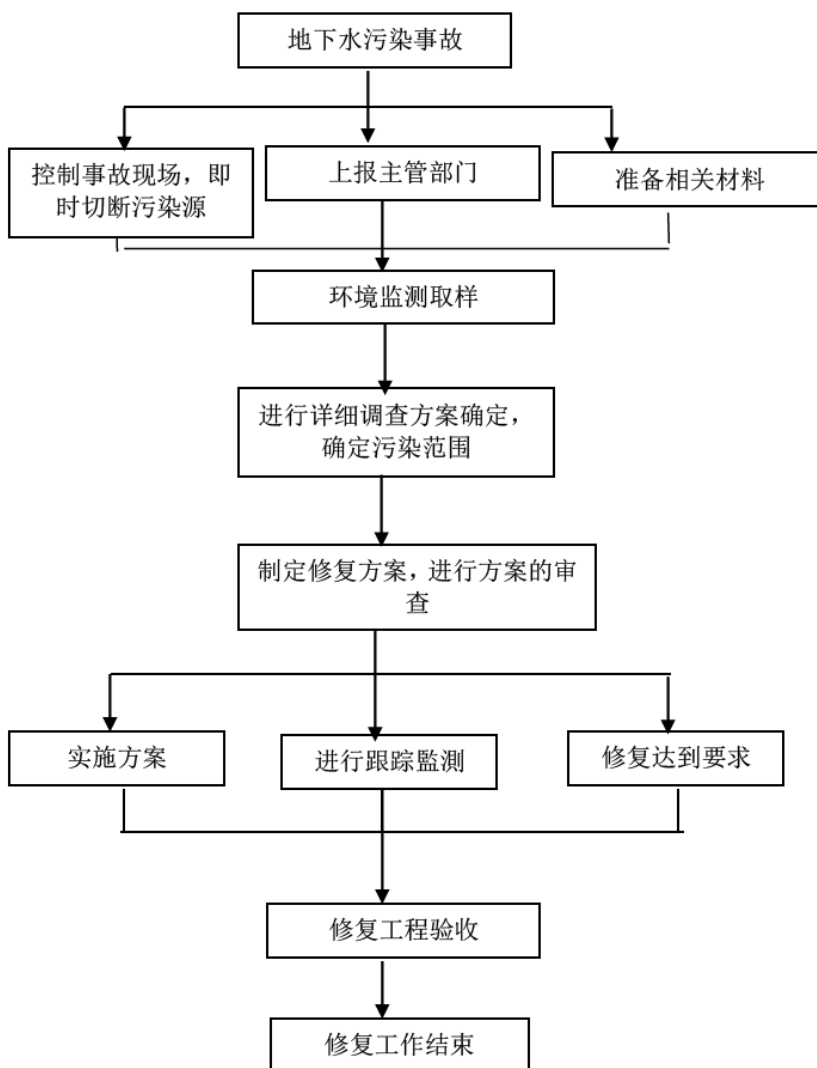 地下水污染事故
控制事故现场，即
时切断污染源
上报主管部门
准备相关材料
环境监测取样
进行详细调查方案确定，
确定污染范围
制定修复方案，进行方案的审
查
实施方案
进行跟踪監測
修复达到要求
修复工程验收
修复工作结束